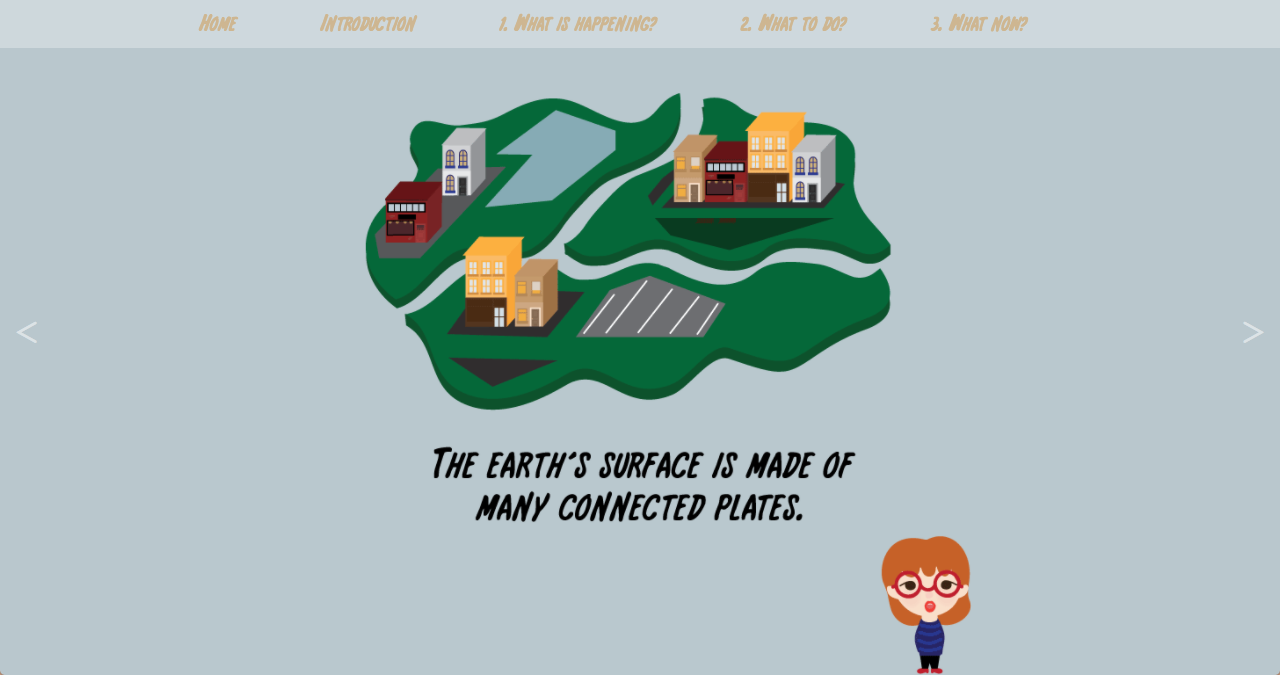 Home
Introduction
1. What is happening?
2. What to do?
3. What now?
The earth's surface is made of
many connected plates.